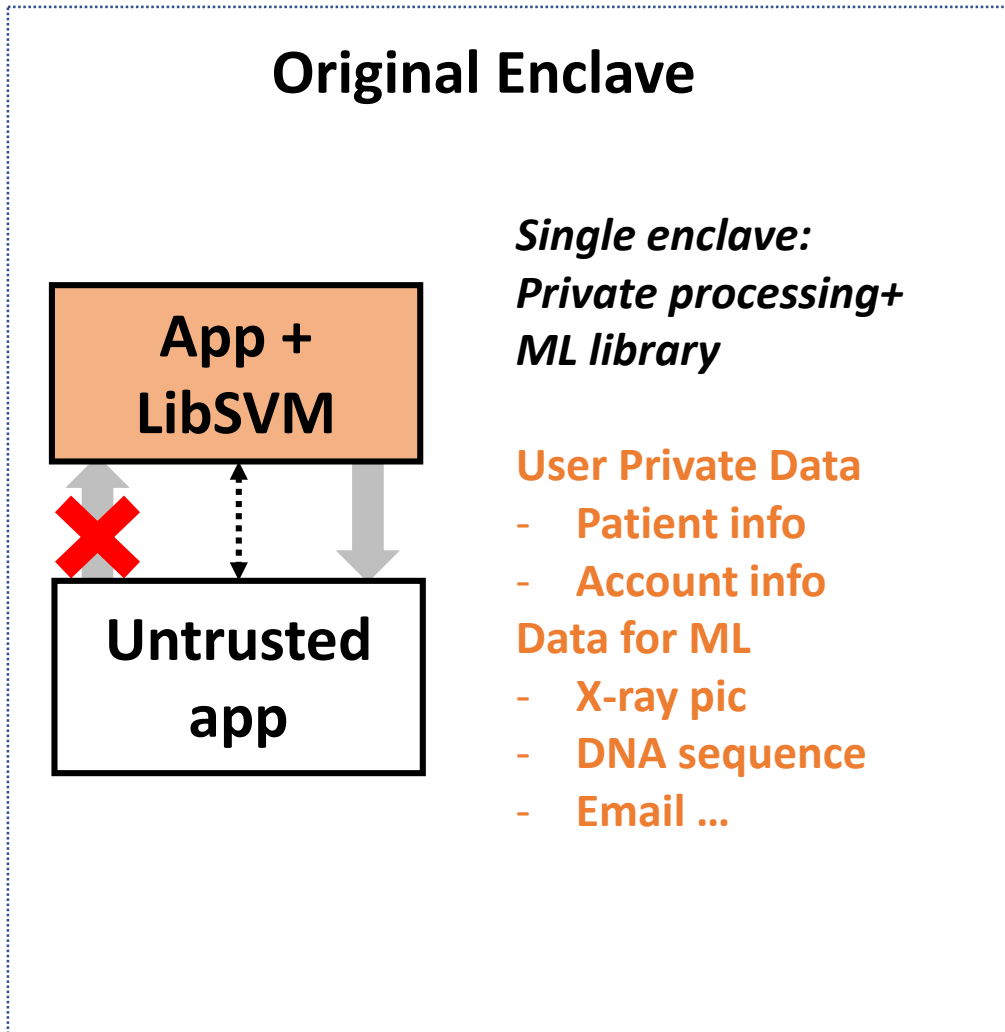 Original Enclave
App +
LibSVM
Untrusted
app
Single enclave:
Private processing+
ML library
User Private Data
- Patient info
- Account info
Data for ML
- X-ray pic
- DNA sequence
- Email …